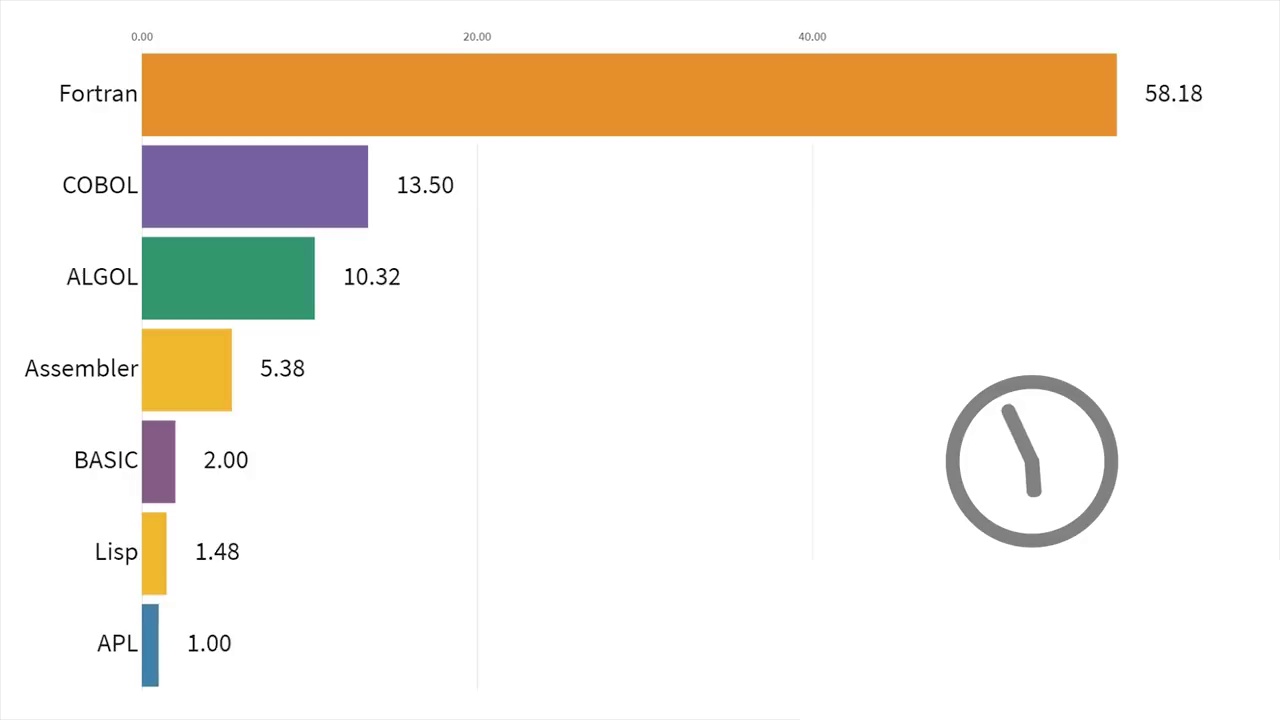 0.00 20.00 40.00
Fortran 58.18
COBOL 13.50
ALGOL 10.32
Assembler 5.38
BASIC 2.00
Lisp 1.48
APL 1.00